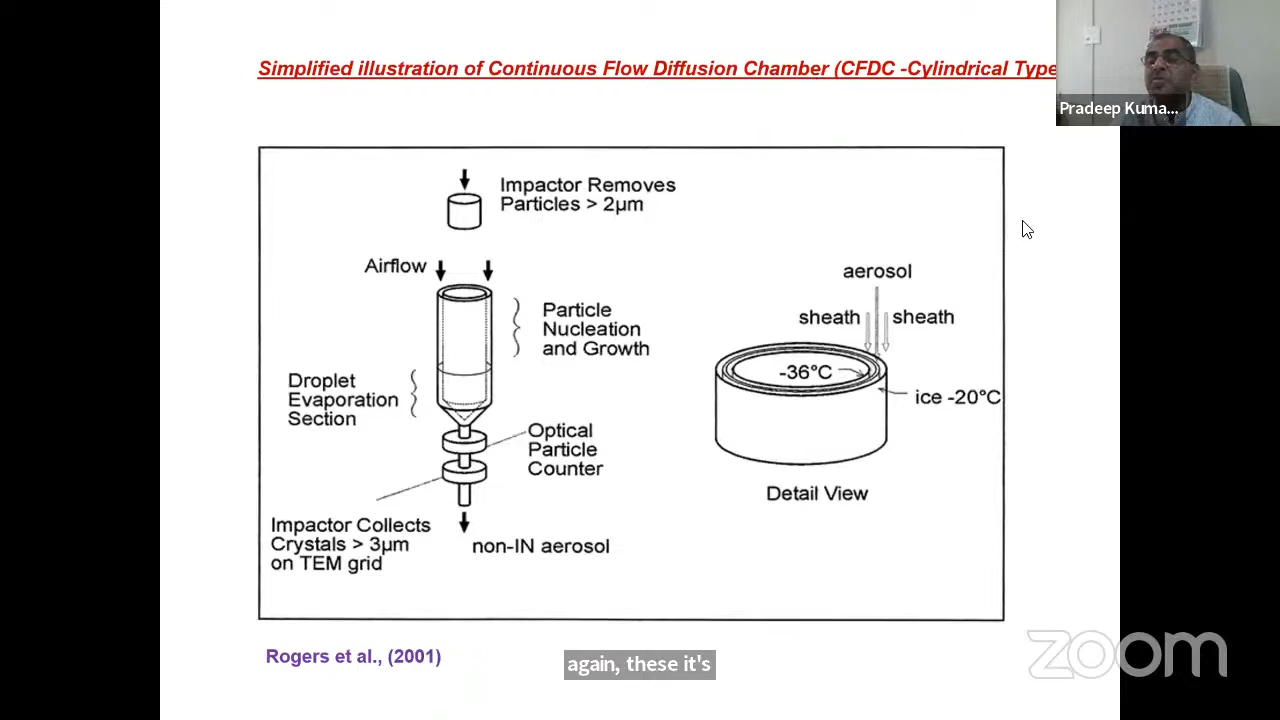 Simplified illustration of Continuous Flow Diffusion Chamber (CFDC -Cylindrical Type
Pradeep Kuma...
Impactor Removes
Particles > 2µm
Airflow
Particle
Nucleation
and Growth
Droplet
Evaporation
Section
Optical
Particle
Counter
Impactor Collects
Crystals > 3µm
on TEM grid
non-IN aerosol
aerosol
sheath sheath
-36°C
ice -20°C
Detail View
Rogers et al., (2001)
again, these it's
zoom